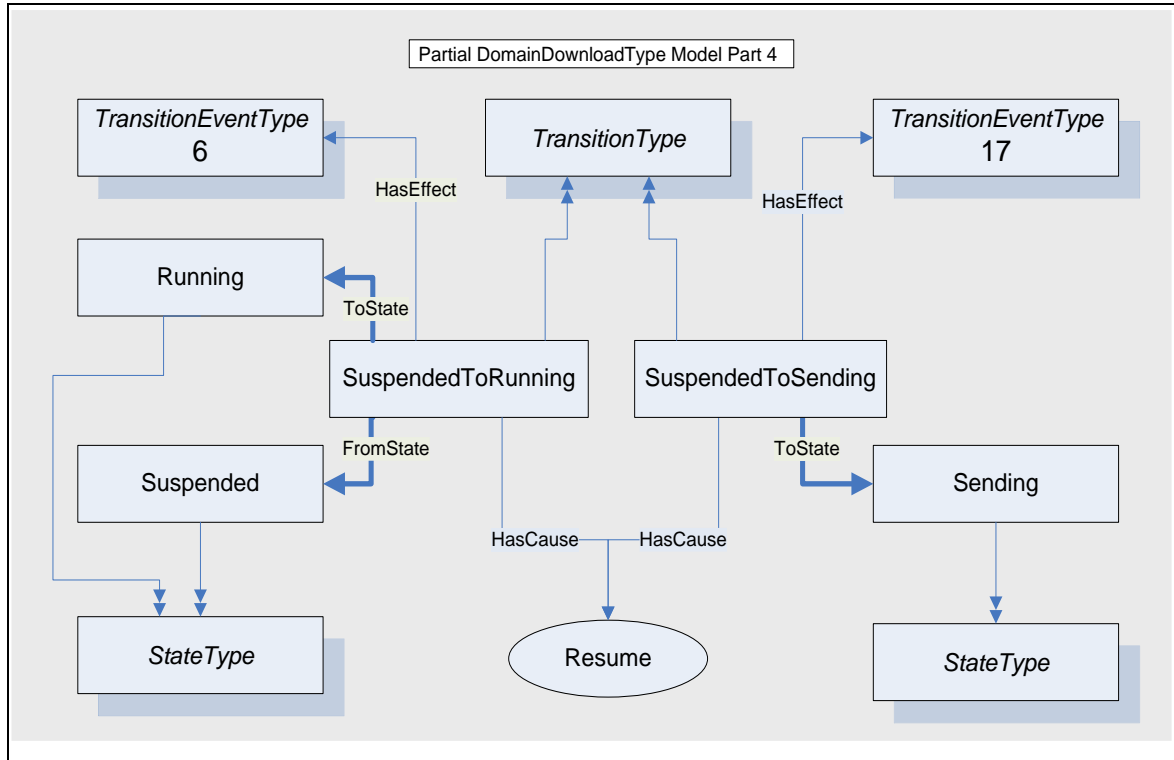 Partial DomainDownloadType Model Part 4
TransitionEventType
6
TransitionType
TransitionEventType
17
HasEffect
HasEffect
Running
ToState
SuspendedToRunning
SuspendedToSending
FromState
ToState
Suspended
Sending
HasCause
HasCause
StateType
Resume
StateType